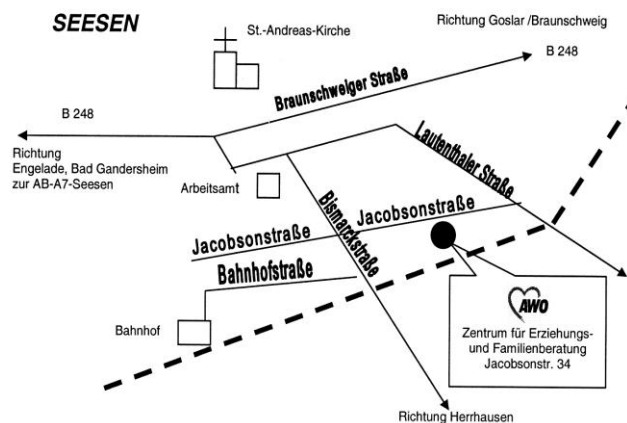 SEESEN
St.-Andreas-Kirche
Richtung Goslar /Braunschweig
B 248
Braunschweiger Straße
B 248
Richtung
Engelade, Bad Gandersheim
zur AB-A7-Seesen
Lautenthaler Straße
Arbeitsamt
Bismarckstraße
Jacobsonstraße
Jacobsonstraße
Bahnhofstraße
Bahnhof
AWO
Zentrum für Erziehungs-
und Familienberatung
Jacobsonstr. 34
Richtung Herrhausen